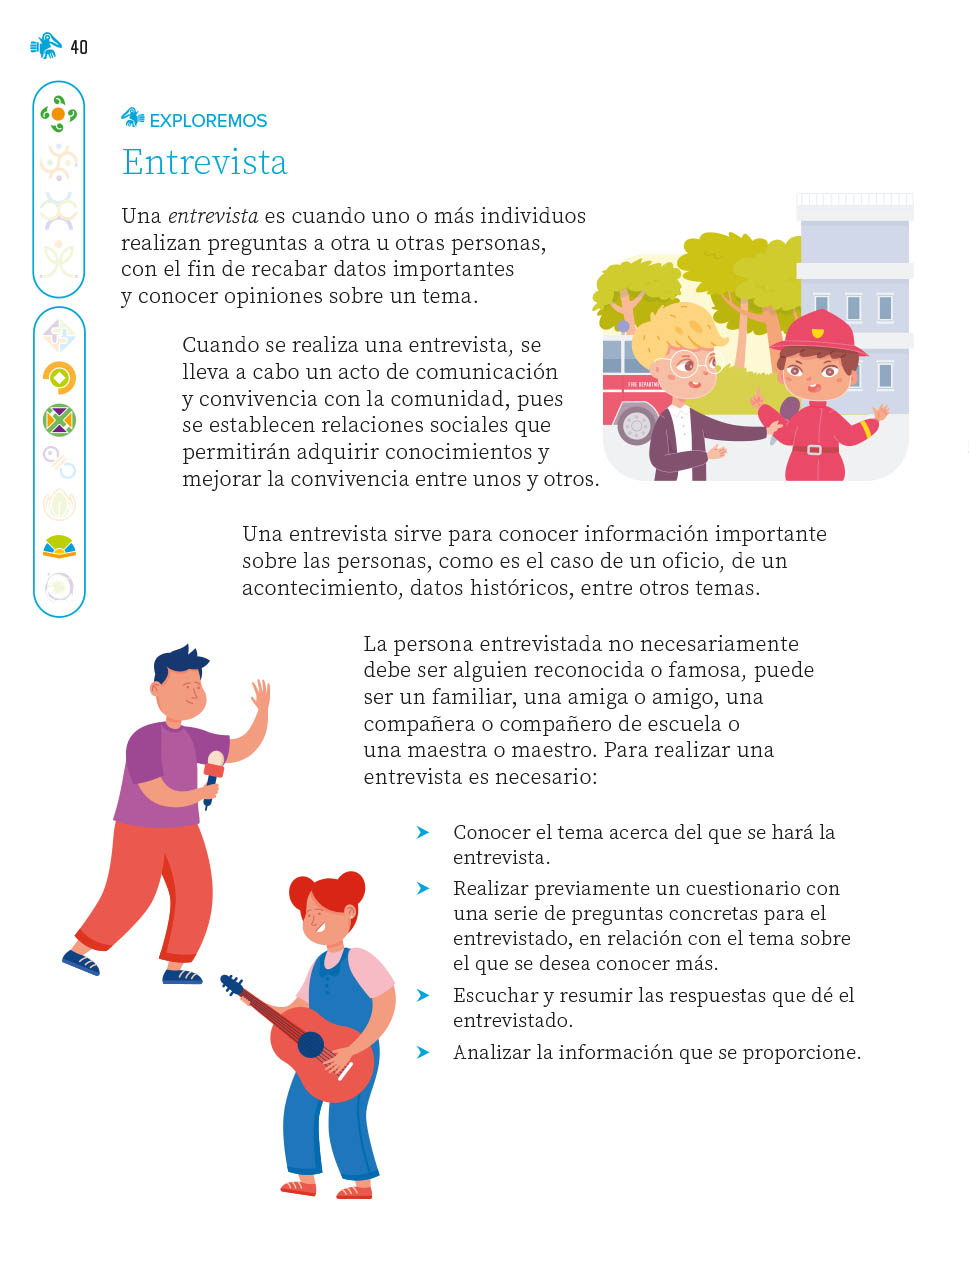 40
EXPLOREMOS
Entrevista
Una entrevista es cuando uno o más individuos
realizan preguntas a otra u otras personas,
con el fin de recabar datos importantes
y conocer opiniones sobre un tema.
Cuando se realiza una entrevista, se
lleva a cabo un acto de comunicación
y convivencia con la comunidad, pues
se establecen relaciones sociales que
permitirán adquirir conocimientos y
mejorar la convivencia entre unos y otros.
FIRE DEPARTM
Una entrevista sirve para conocer información importante
sobre las personas, como es el caso de un oficio, de un
acontecimiento, datos históricos, entre otros temas.
La persona entrevistada no necesariamente
debe ser alguien reconocida o famosa, puede
ser un familiar, una amiga o amigo, una
compañera o compañero de escuela o
una maestra o maestro. Para realizar una
entrevista es necesario:
➤ Conocer el tema acerca del que se hará la
entrevista.
➤ Realizar previamente un cuestionario con
una serie de preguntas concretas para el
entrevistado, en relación con el tema sobre
el que se desea conocer más.
➤ Escuchar y resumir las respuestas que dé el
entrevistado.
➤ Analizar la información que se proporcione.